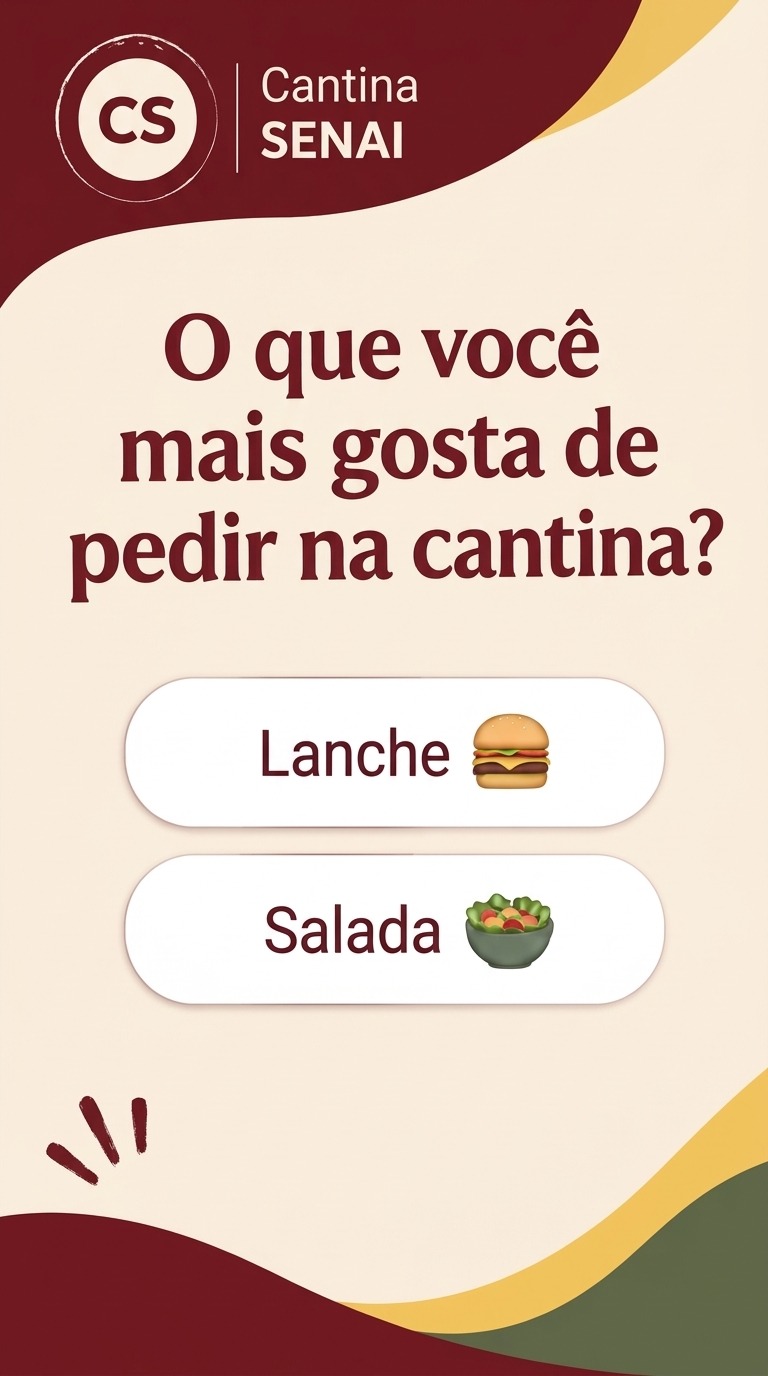 CS
Cantina
SENAI
O que você
mais gosta de
pedir na cantina?
Lanche 🍔
Salada 🥗